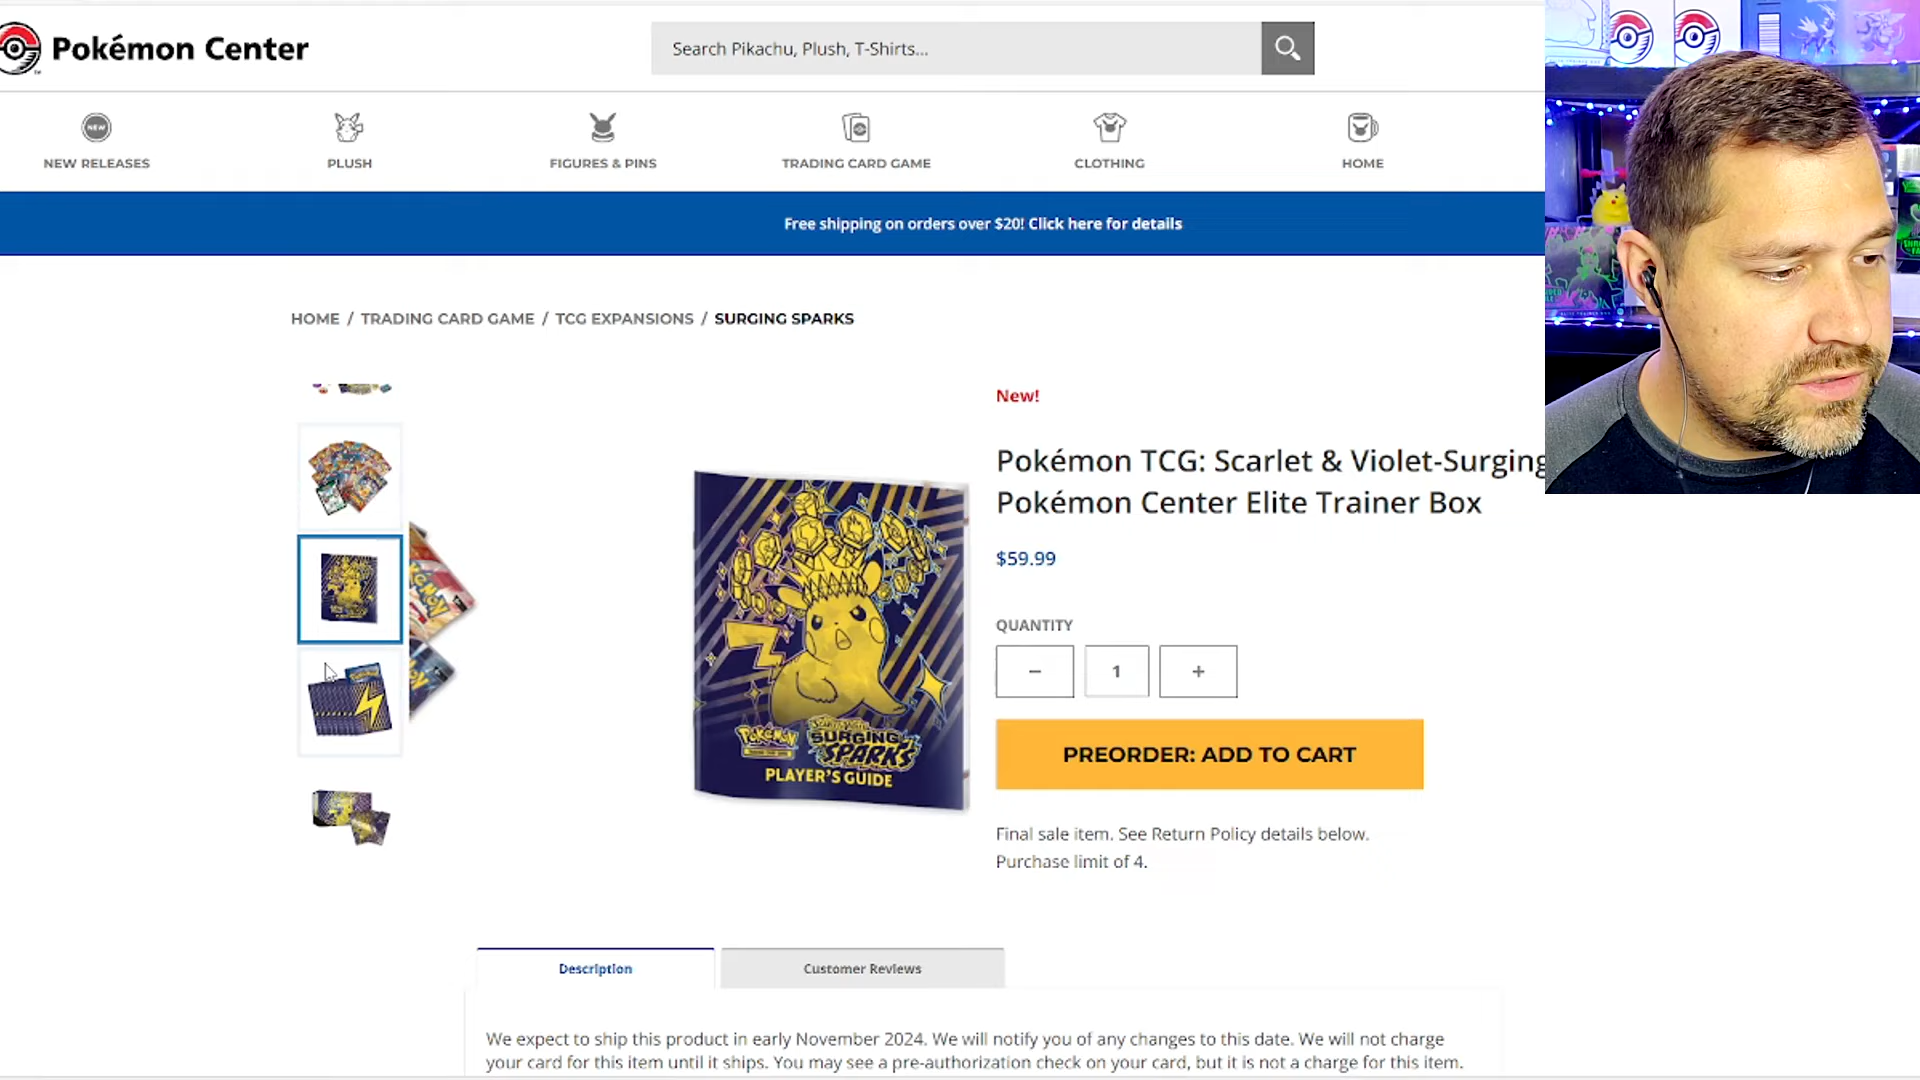 Pokémon Center
Search Pikachu, Plush, T-Shirts...
NEW
NEW RELEASES
PLUSH
FIGURES & PINS
TRADING CARD GAME
CLOTHING
HOME
Free shipping on orders over $20! Click here for details
HOME / TRADING CARD GAME / TCG EXPANSIONS / SURGING SPARKS
New!
Pokémon TCG: Scarlet & Violet-Surging
Pokémon Center Elite Trainer Box
$59.99
QUANTITY
− 1 +
PREORDER: ADD TO CART
Final sale item. See Return Policy details below.
Purchase limit of 4.
POKÉMON
SURGING
SPARKS
PLAYER'S GUIDE
Description
Customer Reviews
We expect to ship this product in early November 2024. We will notify you of any changes to this date. We will not charge
your card for this item until it ships. You may see a pre-authorization check on your card, but it is not a charge for this item.